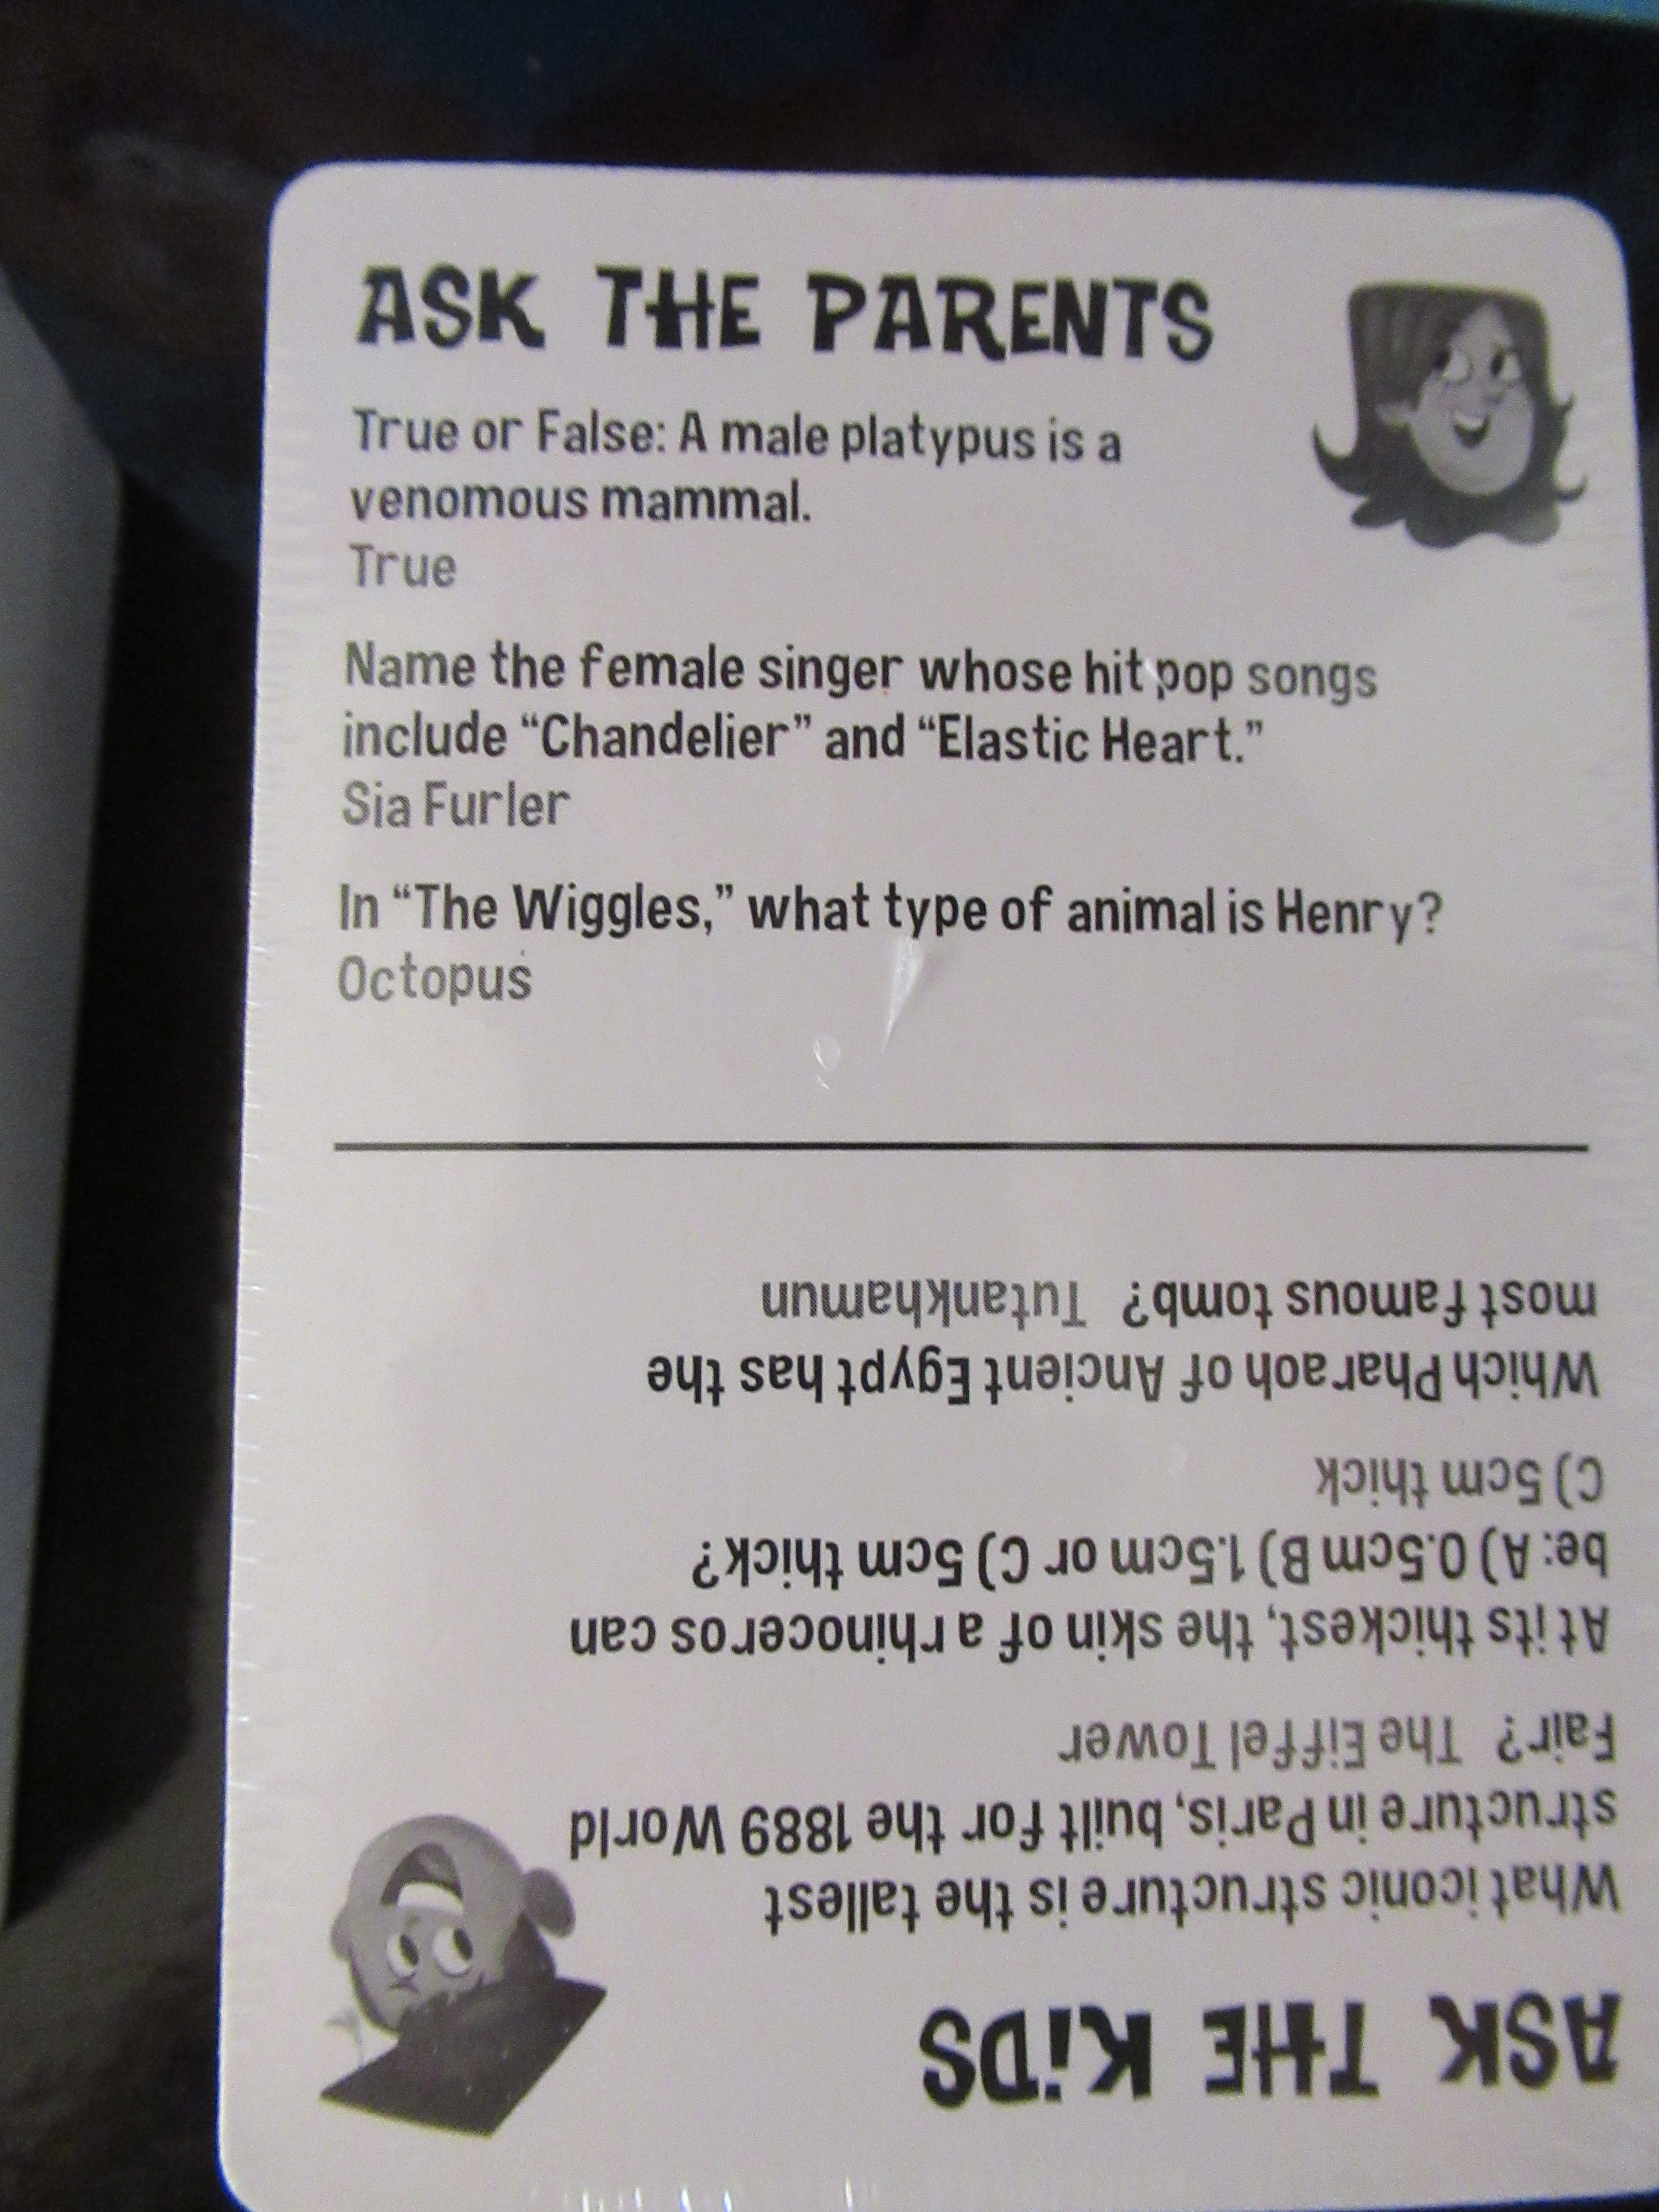 ASK THE PARENTS
True or False: A male platypus is a
venomous mammal.
True
Name the female singer whose hit pop songs
include “Chandelier” and “Elastic Heart.”
Sia Furler
In “The Wiggles,” what type of animal is Henry?
Octopus
ASK THE KiDS
What iconic structure is the tallest
structure in Paris, built for the 1889 World
Fair? The Eiffel Tower
At its thickest, the skin of a rhinoceros can
be: A) 0.5cm B) 1.5cm or C) 5cm thick?
C) 5cm thick
Which Pharaoh of Ancient Egypt has the
most famous tomb? Tutankhamun